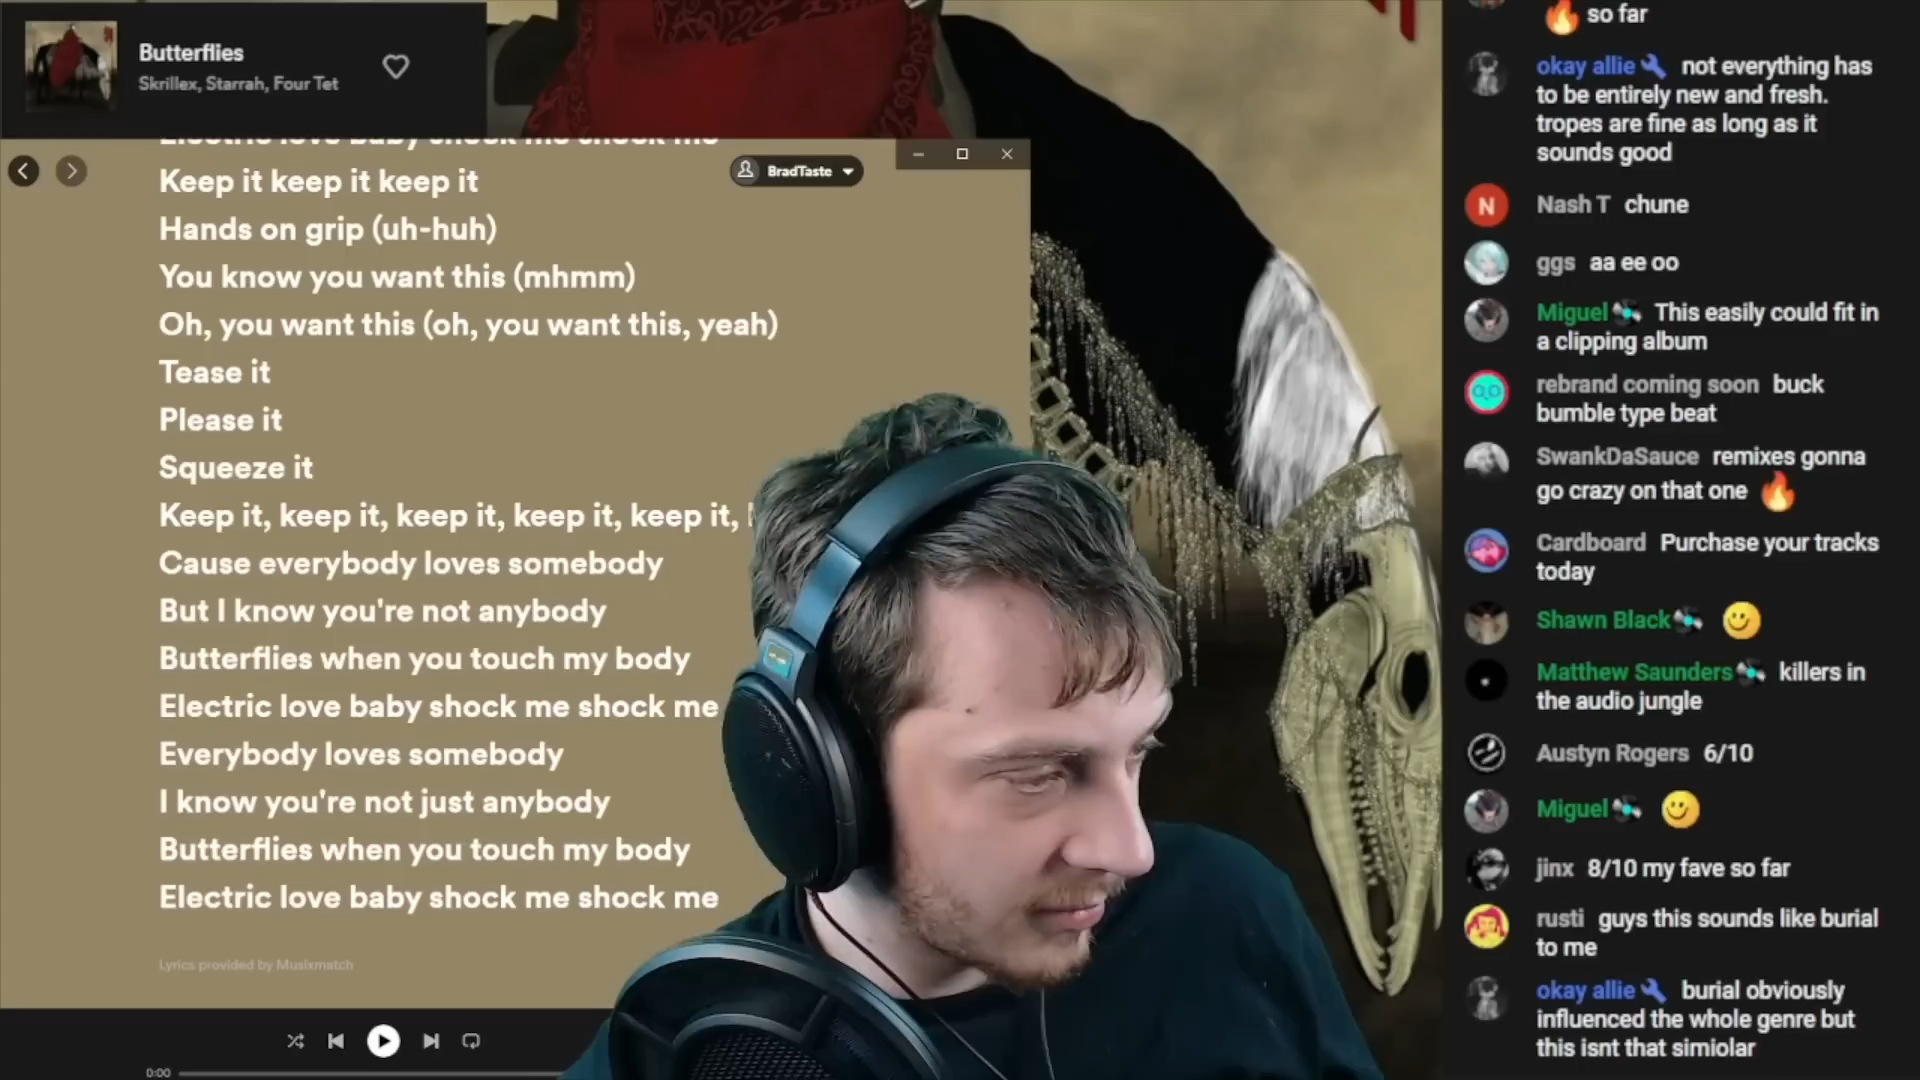 Butterflies
Skrillex, Starrah, Four Tet
BradTaste
Electric love baby shock me shock me
Keep it keep it keep it
Hands on grip (uh-huh)
You know you want this (mhmm)
Oh, you want this (oh, you want this, yeah)
Tease it
Please it
Squeeze it
Keep it, keep it, keep it, keep it, keep it,
Cause everybody loves somebody
But I know you're not anybody
Butterflies when you touch my body
Electric love baby shock me shock me
Everybody loves somebody
I know you're not just anybody
Butterflies when you touch my body
Electric love baby shock me shock me
Lyrics provided by Musixmatch
0:00
🔥 so far
okay allie🔧 not everything has
to be entirely new and fresh.
tropes are fine as long as it
sounds good
N
Nash T chune
ggs aa ee oo
Miguel This easily could fit in
a clipping album
rebrand coming soon buck
bumble type beat
SwankDaSauce remixes gonna
go crazy on that one 🔥
Cardboard Purchase your tracks
today
Shawn Black 🙂
Matthew Saunders killers in
the audio jungle
Austyn Rogers 6/10
Miguel 🙂
jinx 8/10 my fave so far
rusti guys this sounds like burial
to me
okay allie🔧 burial obviously
influenced the whole genre but
this isnt that simiolar